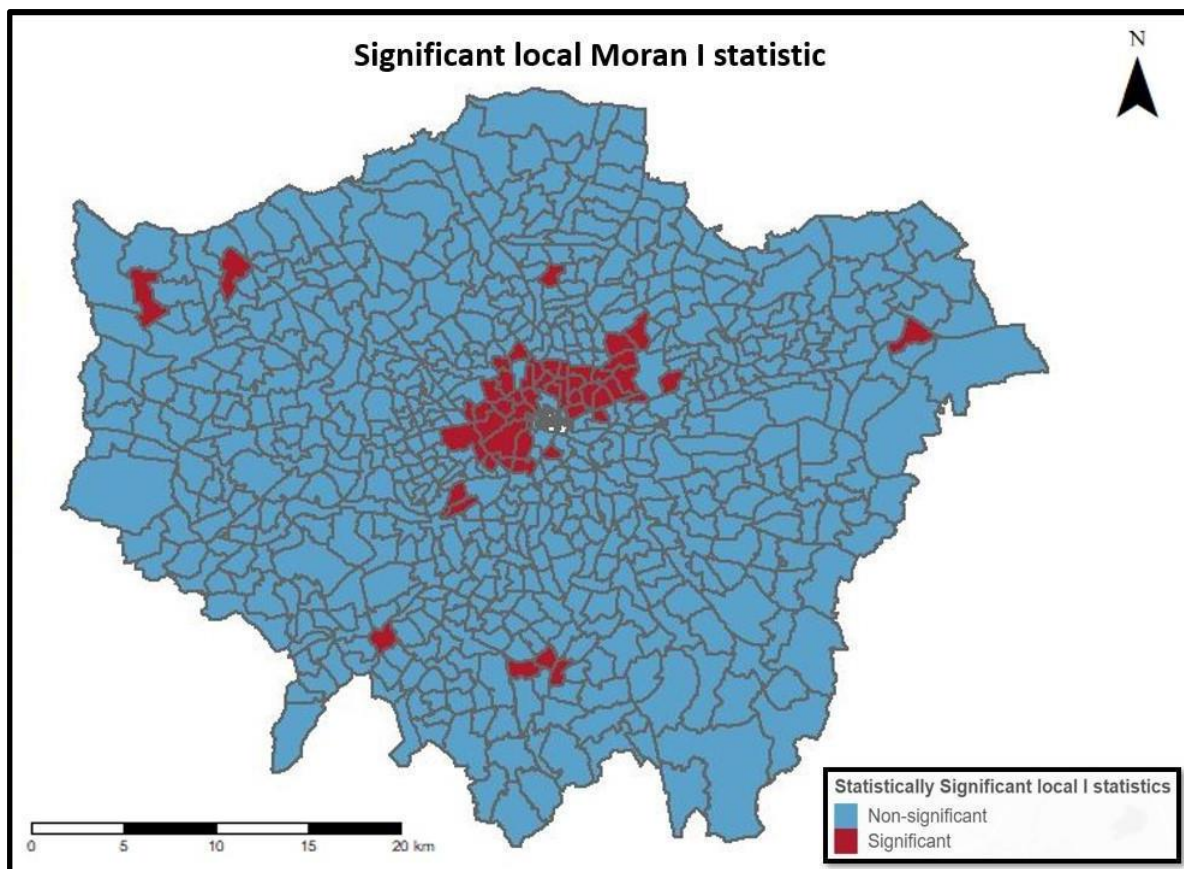 Significant local Moran I statistic
N
Statistically Significant local I statistics
Non-significant
Significant
0 5 10 15 20 km